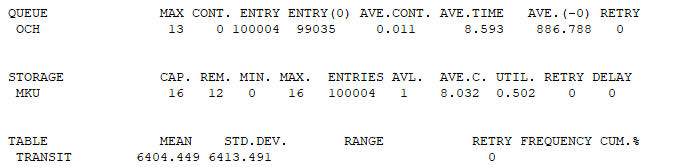 QUEUE MAX CONT. ENTRY ENTRY(0) AVE.CONT. AVE.TIME AVE.(-0) RETRY
OCH 13 0 100004 99035 0.011 8.593 886.788 0
STORAGE CAP. REM. MIN. MAX. ENTRIES AVL. AVE.C. UTIL. RETRY DELAY
MKU 16 12 0 16 100004 1 8.032 0.502 0 0
TABLE MEAN STD.DEV. RANGE RETRY FREQUENCY CUM.%
TRANSIT 6404.449 6413.491 0